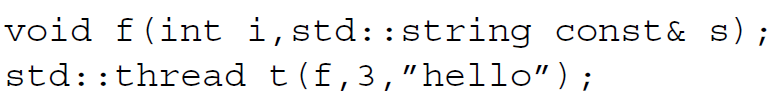 void f(int i,std::string const& s);
std::thread t(f,3,”hello”);